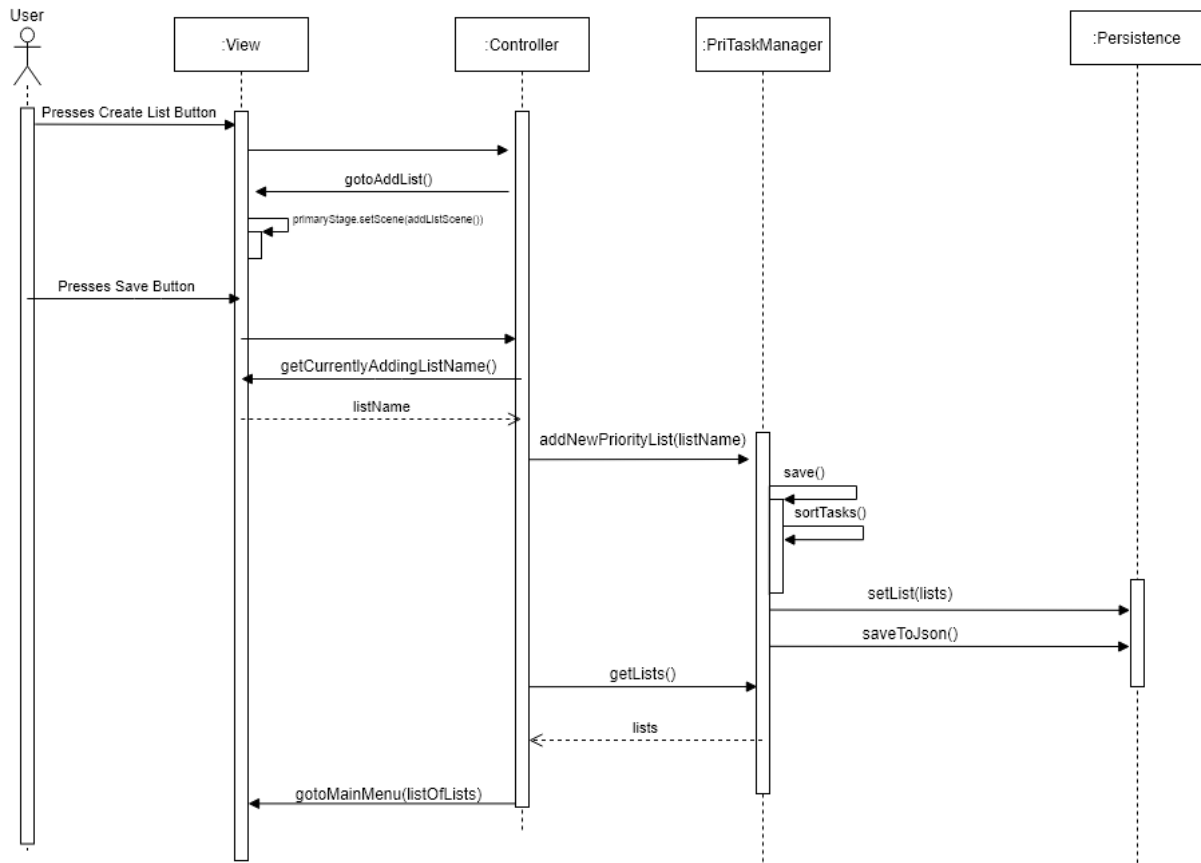 User
:View
:Controller
:PriTaskManager
:Persistence
Presses Create List Button
gotoAddList()
primaryStage.setScene(addListScene())
Presses Save Button
getCurrentlyAddingListName()
listName
addNewPriorityList(listName)
save()
sortTasks()
setList(lists)
saveToJson()
getLists()
lists
gotoMainMenu(listOfLists)